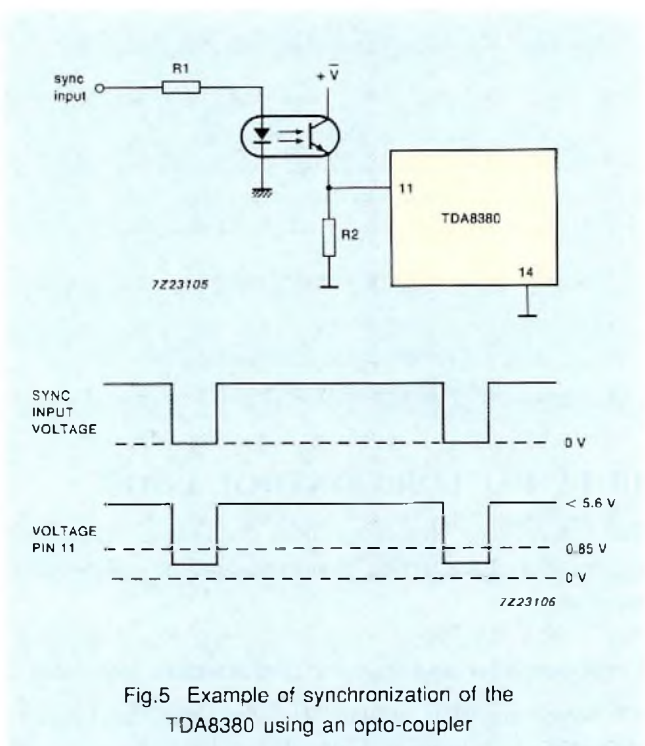 R1
+ V
sync
input
11
TDA8380
R2
14
7Z23105
SYNC
INPUT
VOLTAGE
0 V
< 5.6 V
VOLTAGE
PIN 11
0.85 V
0 V
7Z23106
Fig.5 Example of synchronization of the
TDA8380 using an opto-coupler